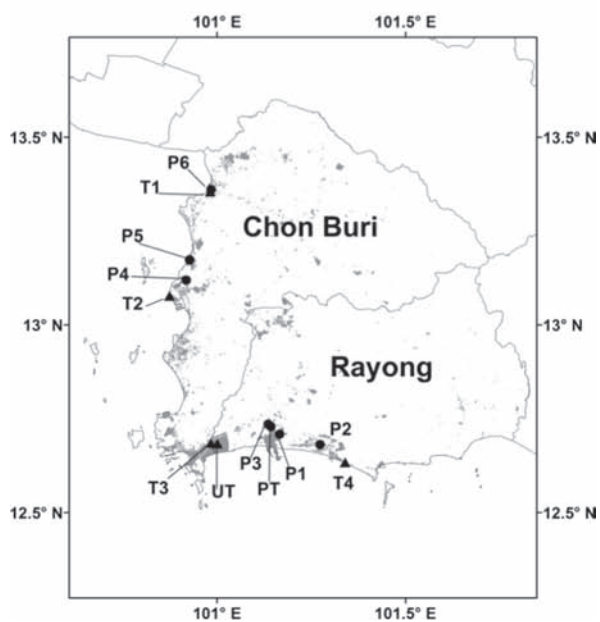 101° E
101.5° E
13.5° N
13.5° N
P6
T1
Chon Buri
P5
P4
T2
13° N
13° N
Rayong
P2
P3
P1
T3
UT
PT
T4
12.5° N
12.5° N
101° E
101.5° E